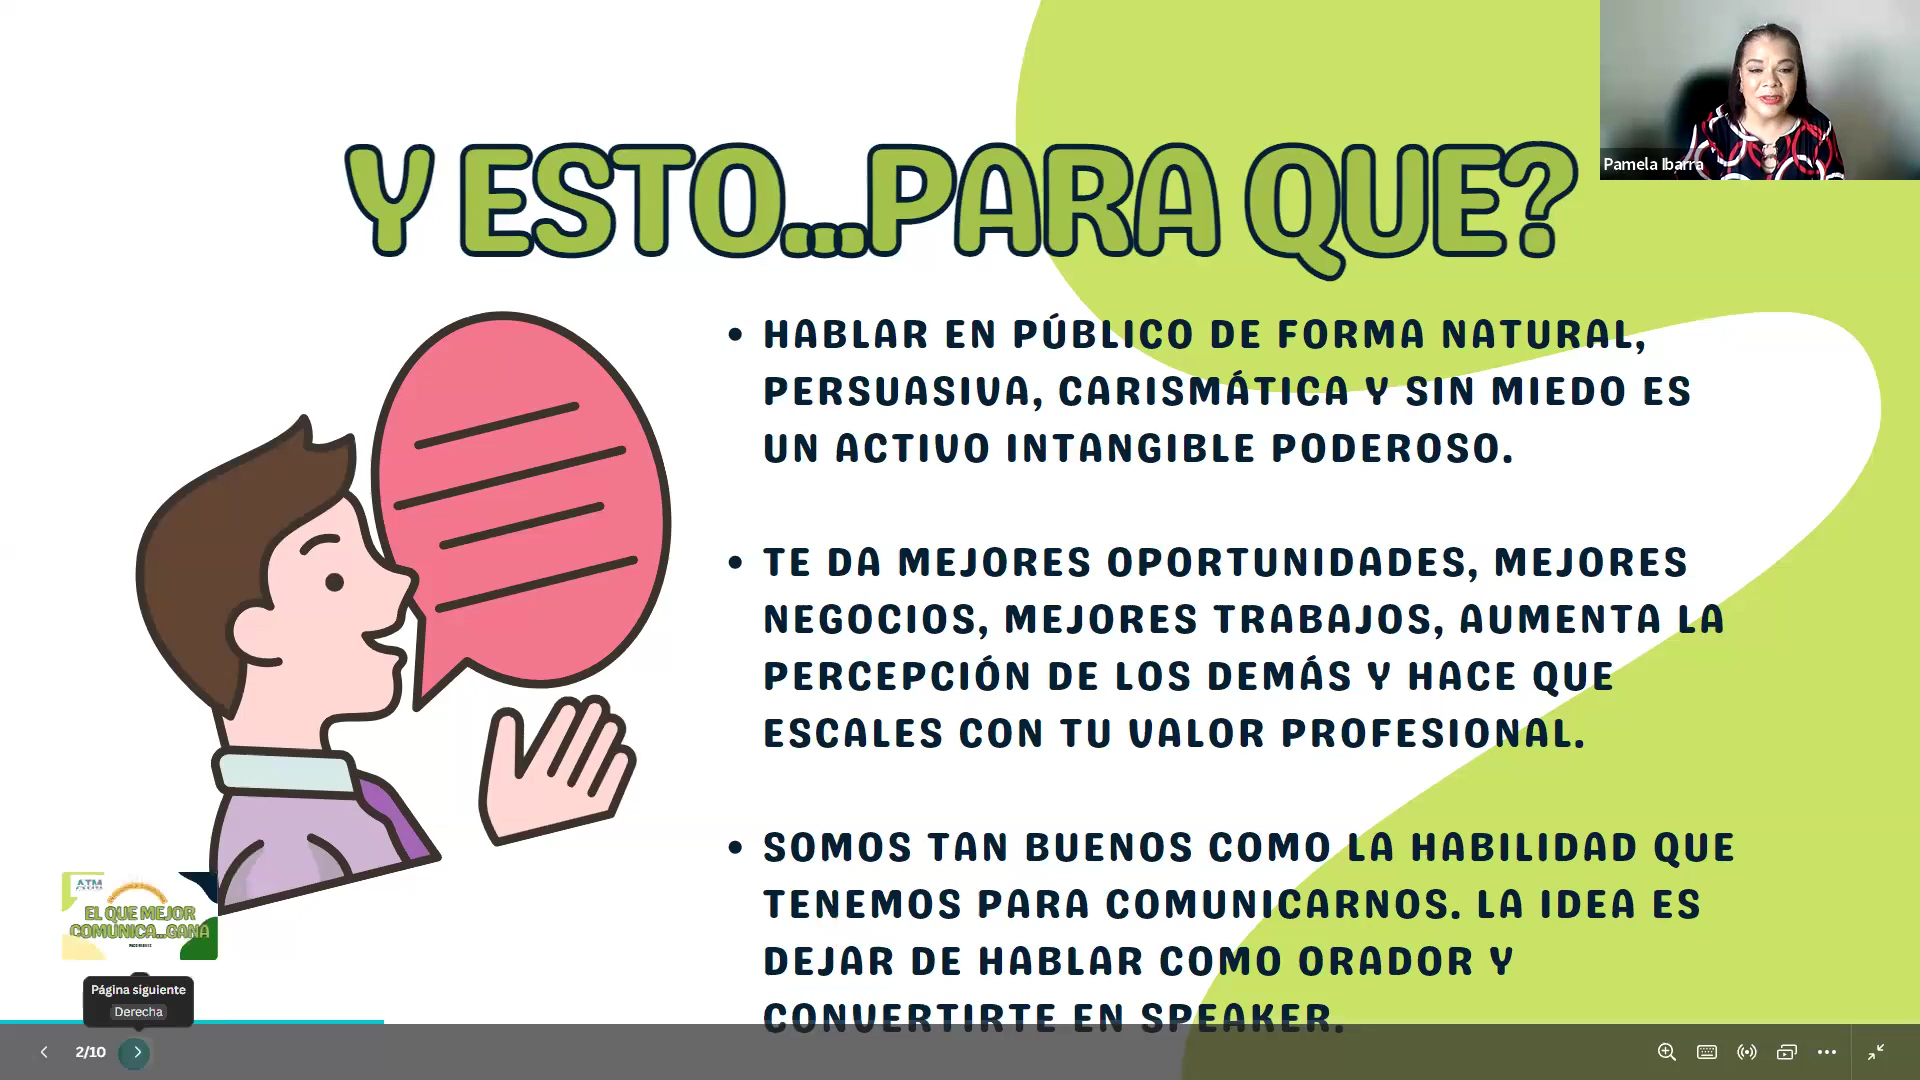 Y ESTO...PARA QUE?
Pamela Ibarra
• HABLAR EN PÚBLICO DE FORMA NATURAL,
PERSUASIVA, CARISMÁTICA Y SIN MIEDO ES
UN ACTIVO INTANGIBLE PODEROSO.
• TE DA MEJORES OPORTUNIDADES, MEJORES
NEGOCIOS, MEJORES TRABAJOS, AUMENTA LA
PERCEPCIÓN DE LOS DEMÁS Y HACE QUE
ESCALES CON TU VALOR PROFESIONAL.
• SOMOS TAN BUENOS COMO LA HABILIDAD QUE
TENEMOS PARA COMUNICARNOS. LA IDEA ES
DEJAR DE HABLAR COMO ORADOR Y
CONVERTIRTE EN SPEAKER.
EL QUE MEJOR
COMUNICA...GANA
Página siguiente
Derecha
2/10